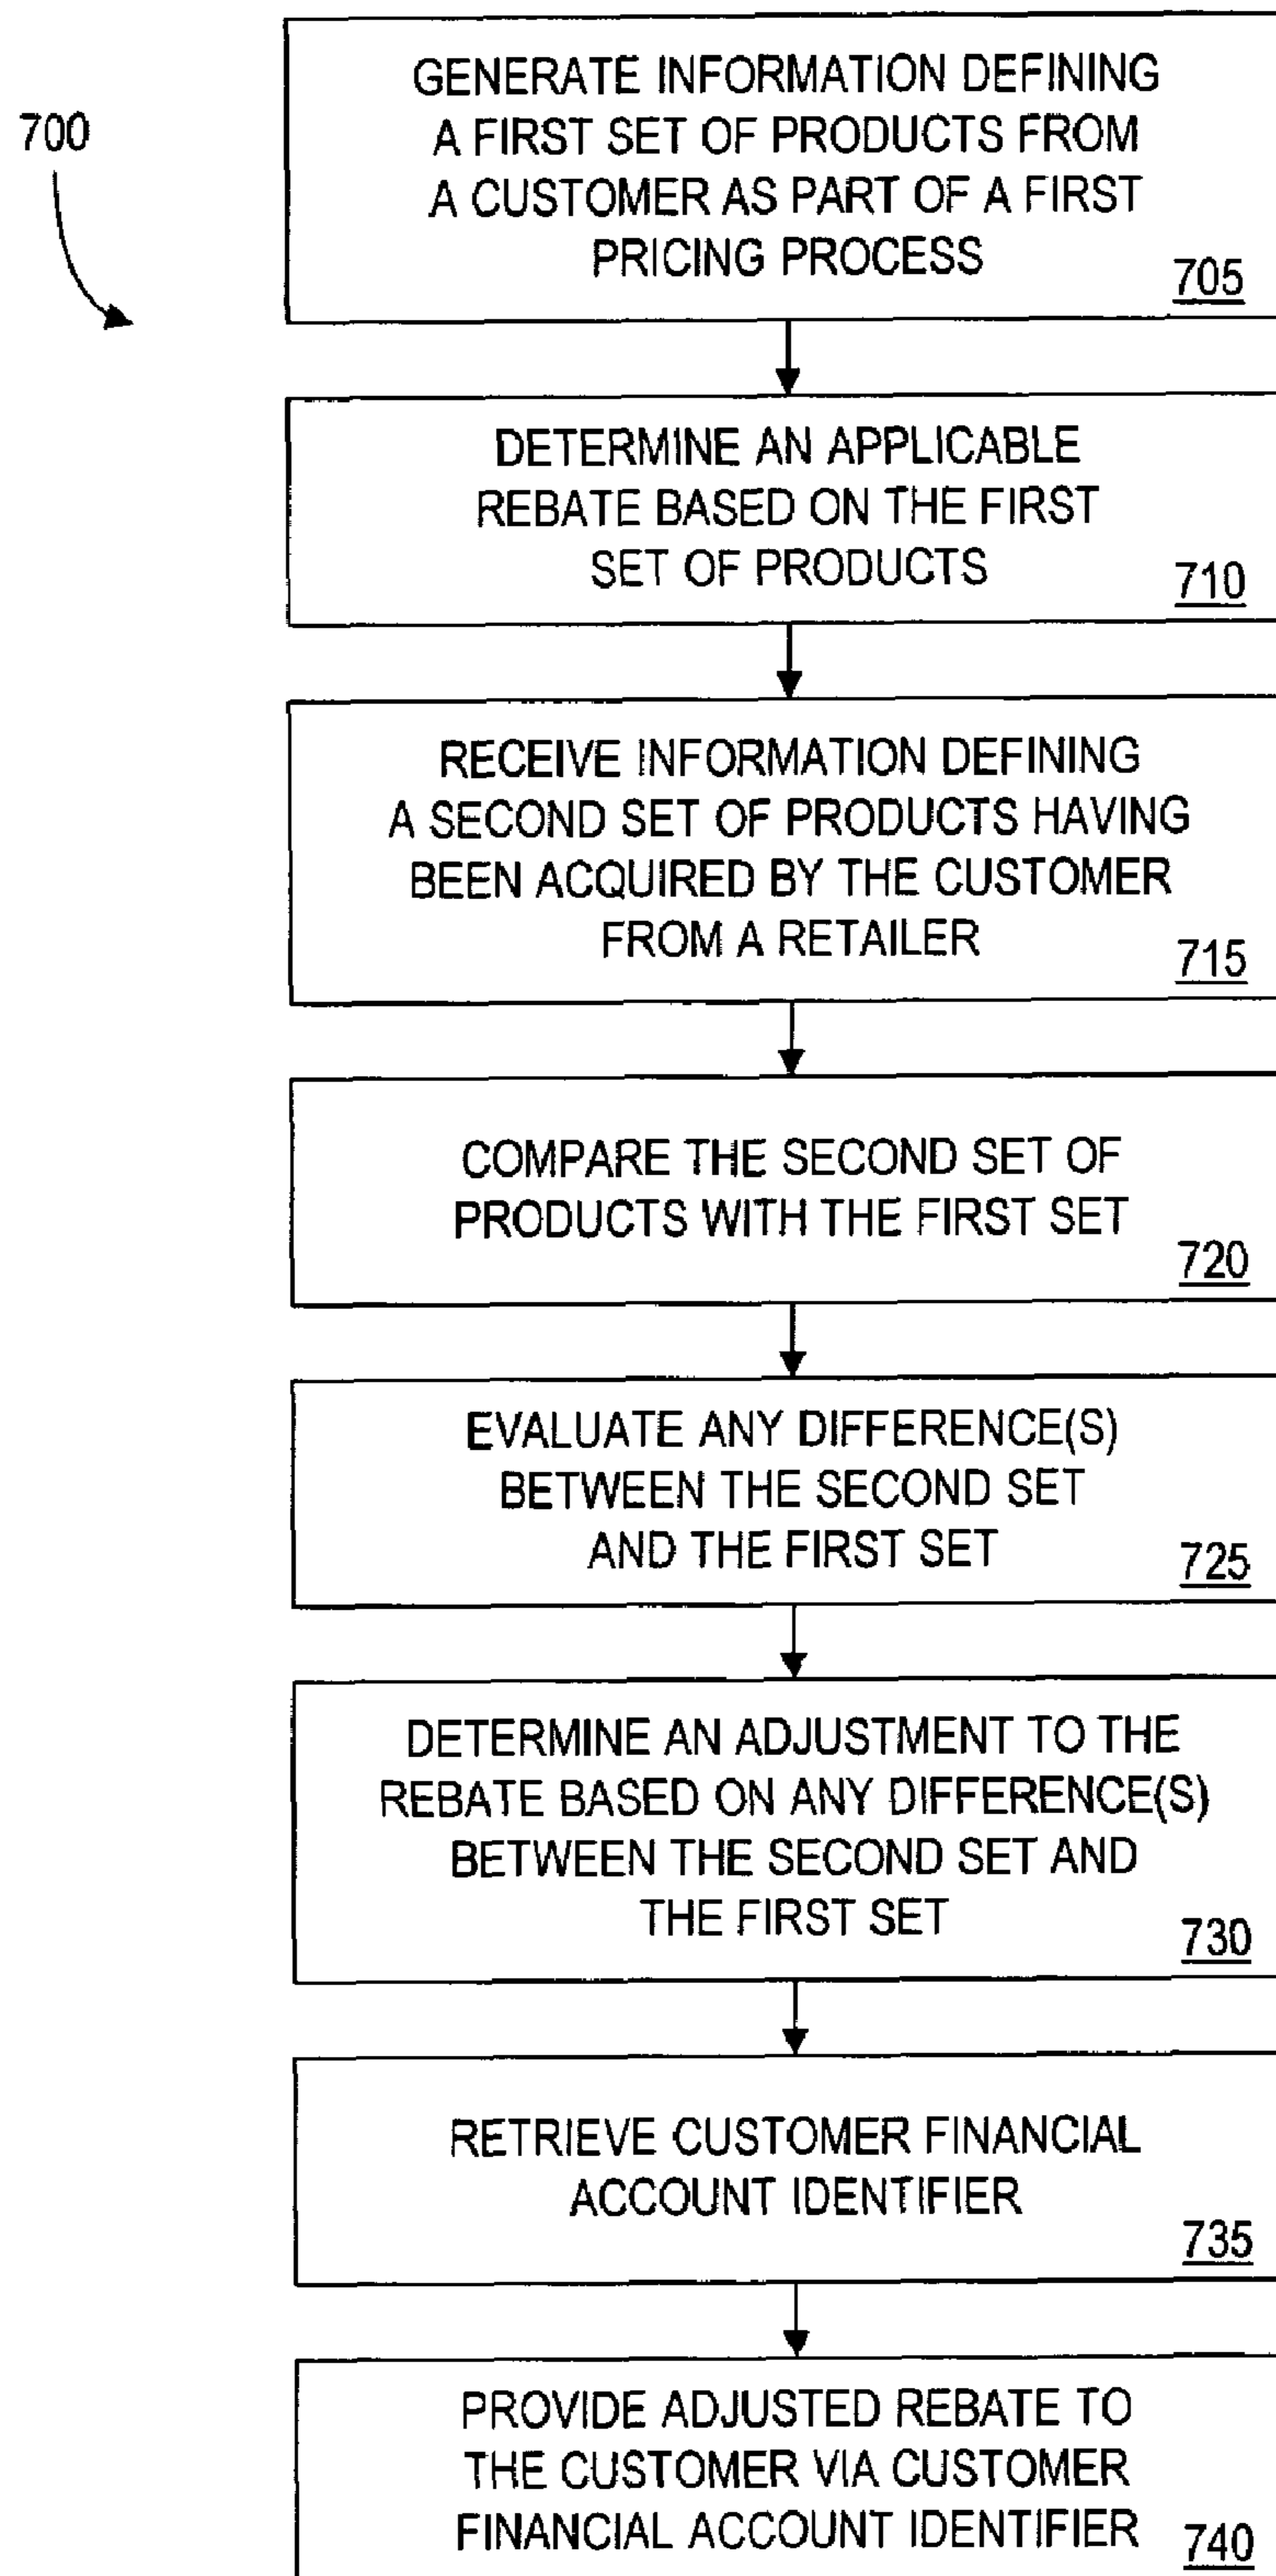 700
GENERATE INFORMATION DEFINING
A FIRST SET OF PRODUCTS FROM
A CUSTOMER AS PART OF A FIRST
PRICING PROCESS
705
DETERMINE AN APPLICABLE
REBATE BASED ON THE FIRST
SET OF PRODUCTS
710
RECEIVE INFORMATION DEFINING
A SECOND SET OF PRODUCTS HAVING
BEEN ACQUIRED BY THE CUSTOMER
FROM A RETAILER
715
COMPARE THE SECOND SET OF
PRODUCTS WITH THE FIRST SET
720
EVALUATE ANY DIFFERENCE(S)
BETWEEN THE SECOND SET
AND THE FIRST SET
725
DETERMINE AN ADJUSTMENT TO THE
REBATE BASED ON ANY DIFFERENCE(S)
BETWEEN THE SECOND SET AND
THE FIRST SET
730
RETRIEVE CUSTOMER FINANCIAL
ACCOUNT IDENTIFIER
735
PROVIDE ADJUSTED REBATE TO
THE CUSTOMER VIA CUSTOMER
FINANCIAL ACCOUNT IDENTIFIER
740